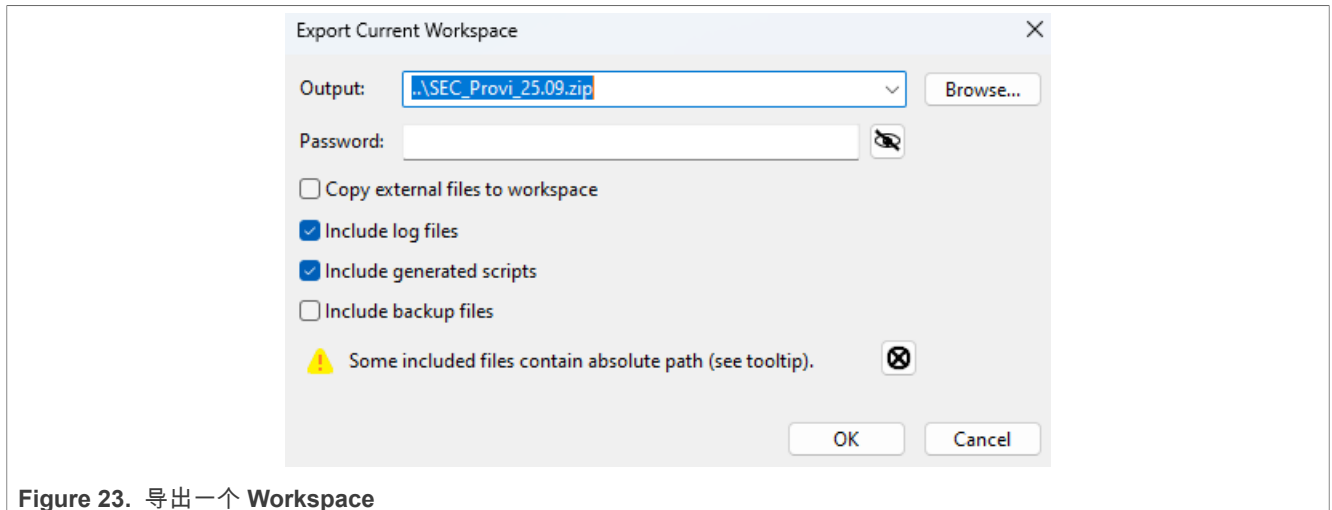 Export Current Workspace
Output: ..\SEC_Provi_25.09.zip Browse...
Password:
Copy external files to workspace
Include log files
Include generated scripts
Include backup files
Some included files contain absolute path (see tooltip).
OK Cancel
Figure 23. 导出一个 Workspace